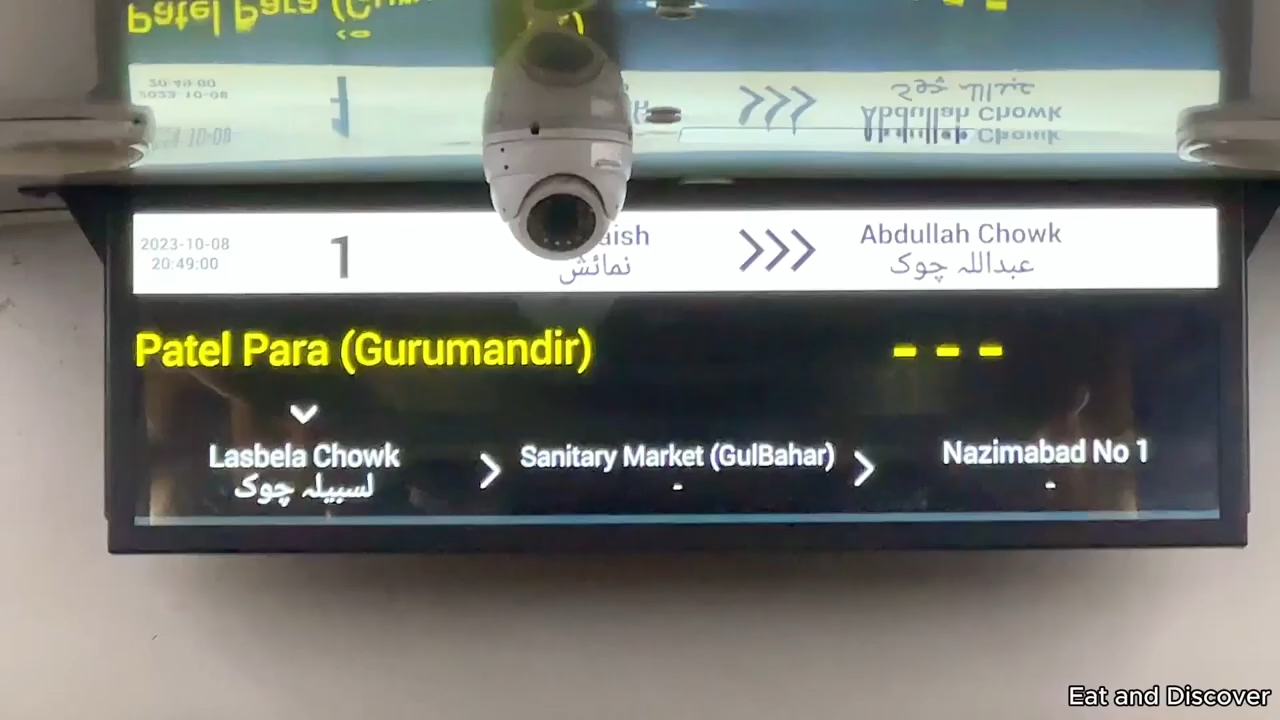 2023-10-08
20:49:00
1
aish
نمائش
Abdullah Chowk
عبداللہ چوک
Patel Para (Gurumandir)
- - -
Lasbela Chowk
لسبیلہ چوک
Sanitary Market (GulBahar)
-
Nazimabad No 1
-
Eat and Discover